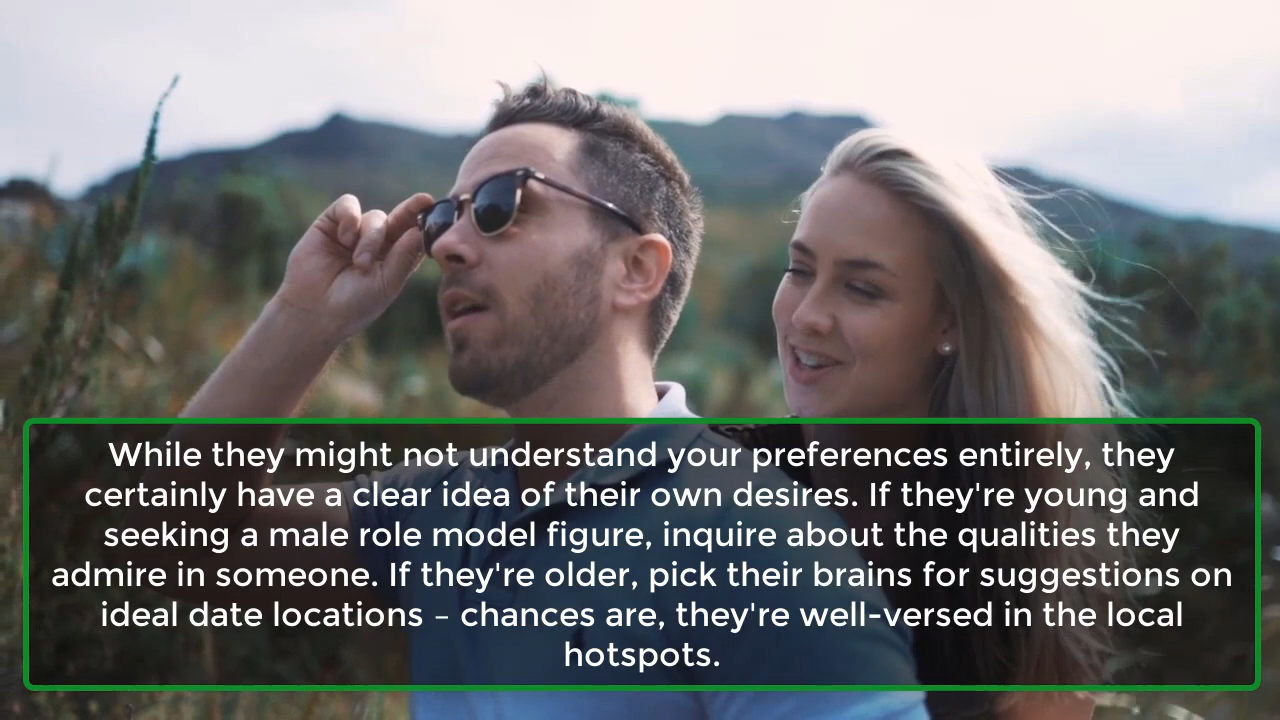 While they might not understand your preferences entirely, they
certainly have a clear idea of their own desires. If they're young and
seeking a male role model figure, inquire about the qualities they
admire in someone. If they're older, pick their brains for suggestions on
ideal date locations – chances are, they're well-versed in the local
hotspots.